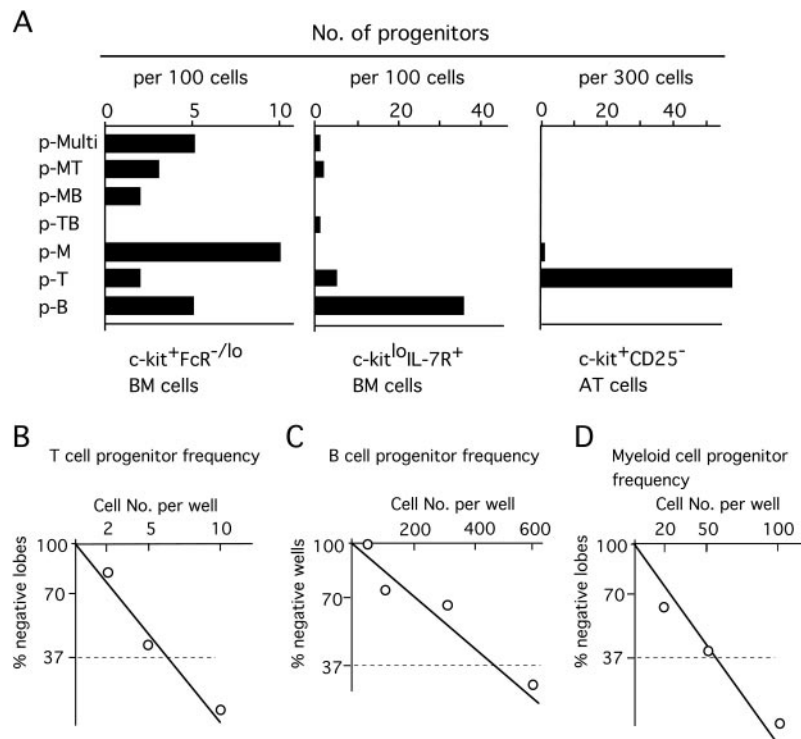 A
No. of progenitors
per 100 cells
per 100 cells
per 300 cells
0 5 10
0 20 40
0 20 40
p-Multi
p-MT
p-MB
p-TB
p-M
p-T
p-B
c-kit+FcR-/lo
BM cells
c-kitloIL-7R+
BM cells
c-kit+CD25-
AT cells
B
T cell progenitor frequency
Cell No. per well
2 5 10
100
70
37
% negative lobes
C
B cell progenitor frequency
Cell No. per well
200 400 600
100
70
37
% negative wells
D
Myeloid cell progenitor
frequency
Cell No. per well
20 50 100
100
70
37
% negative lobes